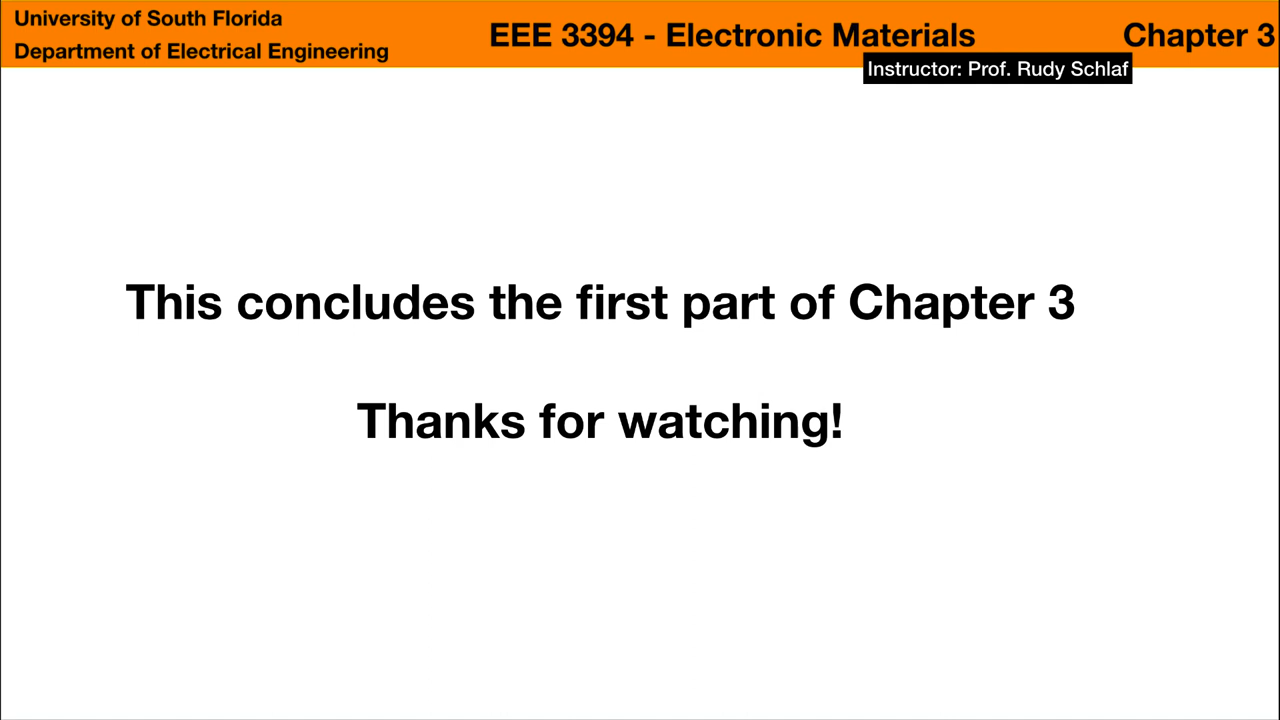 University of South Florida
Department of Electrical Engineering
EEE 3394 - Electronic Materials
Chapter 3
Instructor: Prof. Rudy Schlaf
This concludes the first part of Chapter 3
Thanks for watching!